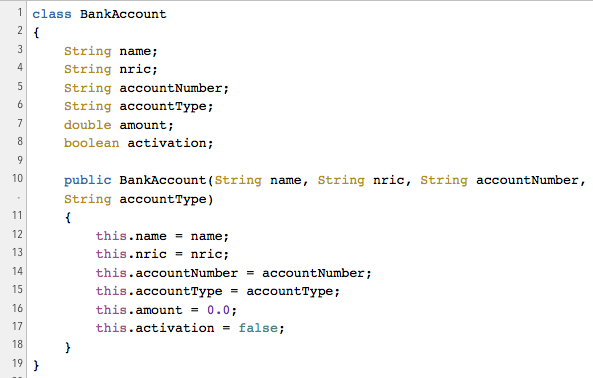 1 class BankAccount
2 {
3 String name;
4 String nric;
5 String accountNumber;
6 String accountType;
7 double amount;
8 boolean activation;
9
10 public BankAccount(String name, String nric, String accountNumber,
· String accountType)
11 {
12 this.name = name;
13 this.nric = nric;
14 this.accountNumber = accountNumber;
15 this.accountType = accountType;
16 this.amount = 0.0;
17 this.activation = false;
18 }
19 }